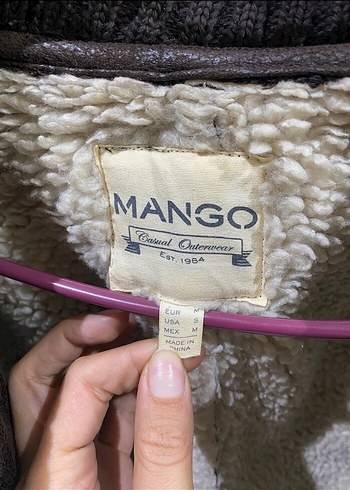 MANGO
Casual Outerwear
EST. 1984
EUR M
USA S
MEX M
MADE IN
CHINA